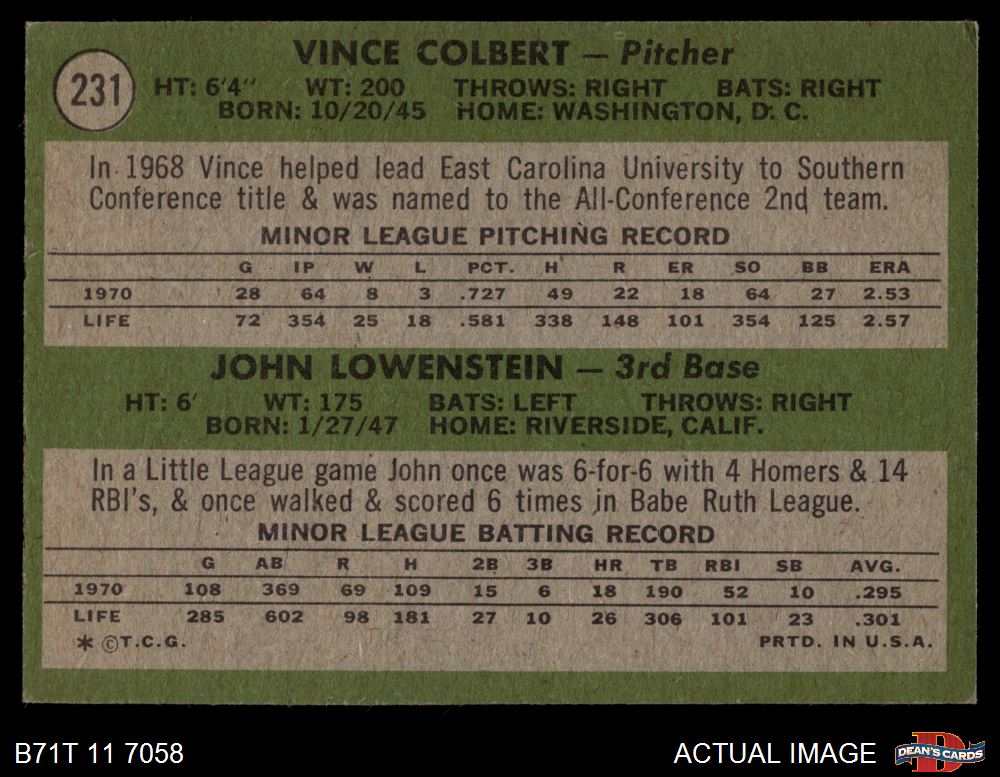 VINCE COLBERT — Pitcher
231
HT: 6'4" WT: 200 THROWS: RIGHT BATS: RIGHT
BORN: 10/20/45 HOME: WASHINGTON, D. C.
In 1968 Vince helped lead East Carolina University to Southern
Conference title & was named to the All-Conference 2nd team.
MINOR LEAGUE PITCHING RECORD
G IP W L PCT. H R ER SO BB ERA
1970 28 64 8 3 .727 49 22 18 64 27 2.53
LIFE 72 354 25 18 .581 338 148 101 354 125 2.57
JOHN LOWENSTEIN — 3rd Base
HT: 6' WT: 175 BATS: LEFT THROWS: RIGHT
BORN: 1/27/47 HOME: RIVERSIDE, CALIF.
In a Little League game John once was 6-for-6 with 4 Homers & 14
RBI's, & once walked & scored 6 times in Babe Ruth League.
MINOR LEAGUE BATTING RECORD
G AB R H 2B 3B HR TB RBI SB AVG.
1970 108 369 69 109 15 6 18 190 52 10 .295
LIFE 285 602 98 181 27 10 26 306 101 23 .301
* ©T.C.G. PRTD. IN U.S.A.
B71T 11 7058 ACTUAL IMAGE DEAN'S CARDS